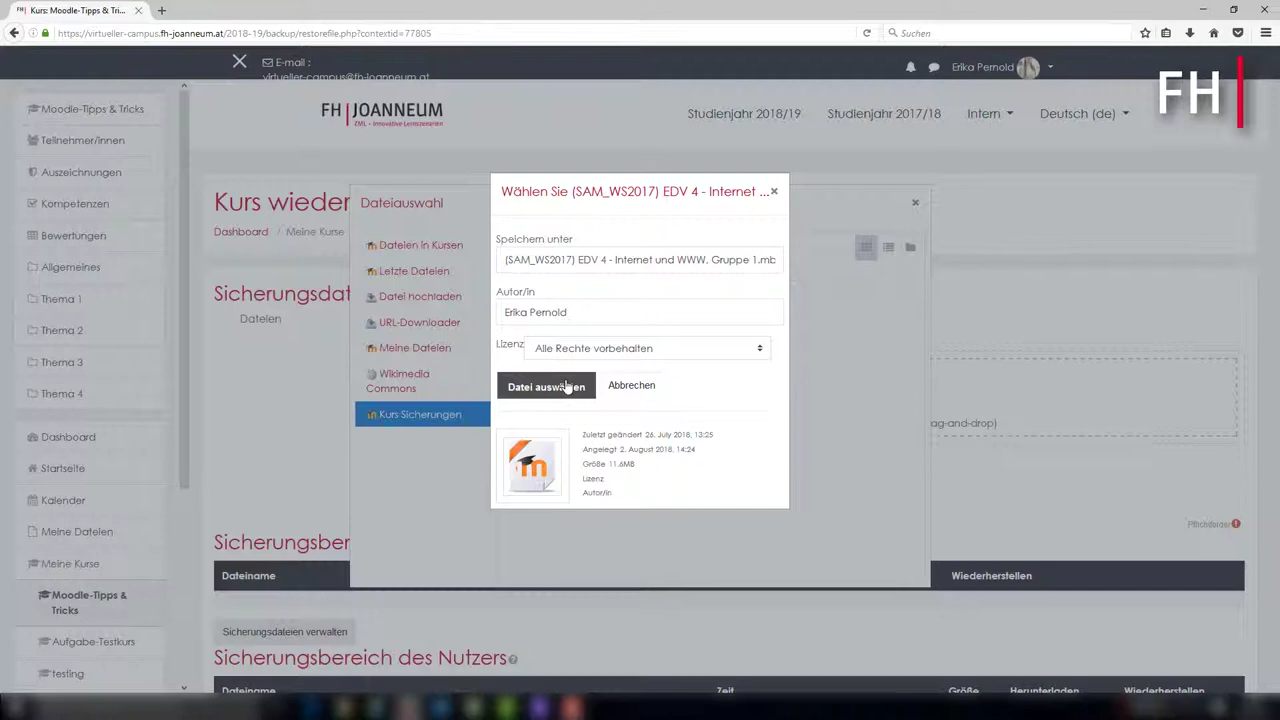 FH| Kurs: Moodle-Tipps & Tri...
https://virtueller-campus.fh-joanneum.at/2018-19/backup/restorefile.php?contextid=77805
Suchen
E-mail :
virtueller-campus@fh-joanneum.at
Erika Pernold
FH
FH | JOANNEUM
ZML – Innovative Lernszenarien
Studienjahr 2018/19
Studienjahr 2017/18
Intern
Deutsch (de)
Moodle-Tipps & Tricks
Teilnehmer/innen
Auszeichnungen
Kompetenzen
Bewertungen
Allgemeines
Thema 1
Thema 2
Thema 3
Thema 4
Dashboard
Startseite
Kalender
Meine Dateien
Meine Kurse
Moodle-Tipps &
Tricks
Aufgabe-Testkurs
testing
Kurs wieder
Dashboard / Meine Kurse
Sicherungsdat
Dateien
Dateiauswahl
Dateien in Kursen
Letzte Dateien
Datei hochladen
URL-Downloader
Meine Dateien
Wikimedia
Commons
Kurs Sicherungen
Wählen Sie (SAM_WS2017) EDV 4 - Internet ...
Speichern unter
(SAM_WS2017) EDV 4 - Internet und WWW, Gruppe 1.mb
Autor/in
Erika Pernold
Lizenz
Alle Rechte vorbehalten
Abbrechen
Zuletzt geändert 26. July 2018, 13:25
Angelegt 2. August 2018, 14:24
Größe 11.6MB
Lizenz
Autor/in
ag-and-drop)
Pflichtfelder
Sicherungsber
Dateiname
Wiederherstellen
Sicherungsdateien verwalten
Sicherungsbereich des Nutzers
Dateiname
Zeit
Größe
Herunterladen
Wiederherstellen